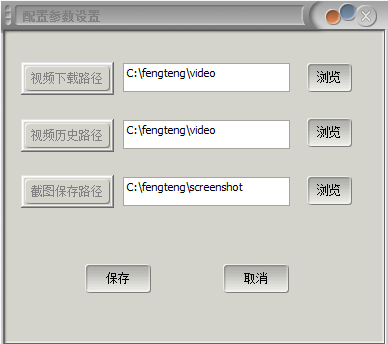 配置参数设置
视频下载路径 C:\fengteng\video 浏览
视频历史路径 C:\fengteng\video 浏览
截图保存路径 C:\fengteng\screenshot 浏览
保存 取消